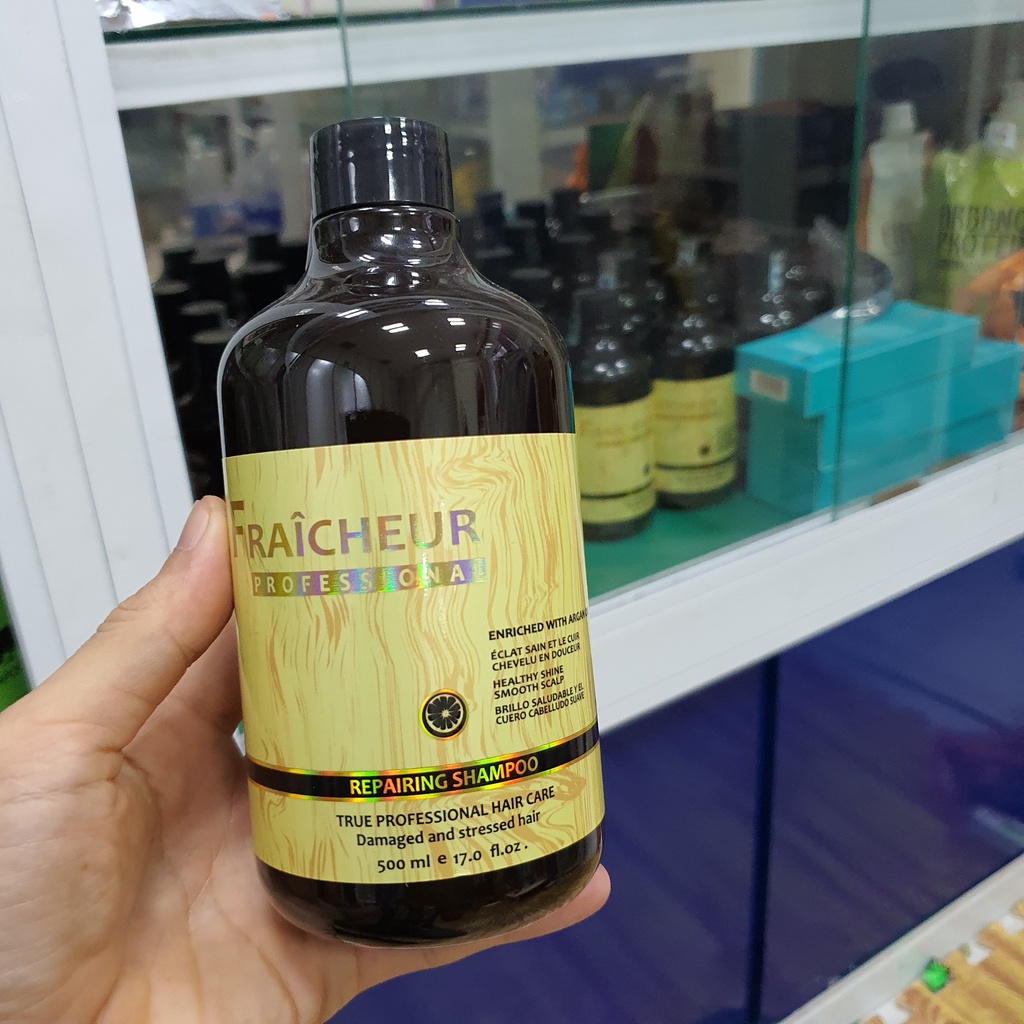 FRAÎCHEUR
PROFESSIONAL
ENRICHED WITH ARGAN
ÉCLAT SAIN ET LE CUIR
CHEVELU EN DOUCEUR
HEALTHY SHINE
SMOOTH SCALP
BRILLO SALUDABLE Y EL
CUERO CABELLUDO SUAVE
REPAIRING SHAMPOO
TRUE PROFESSIONAL HAIR CARE
Damaged and stressed hair
500 ml e 17.0 fl.oz.